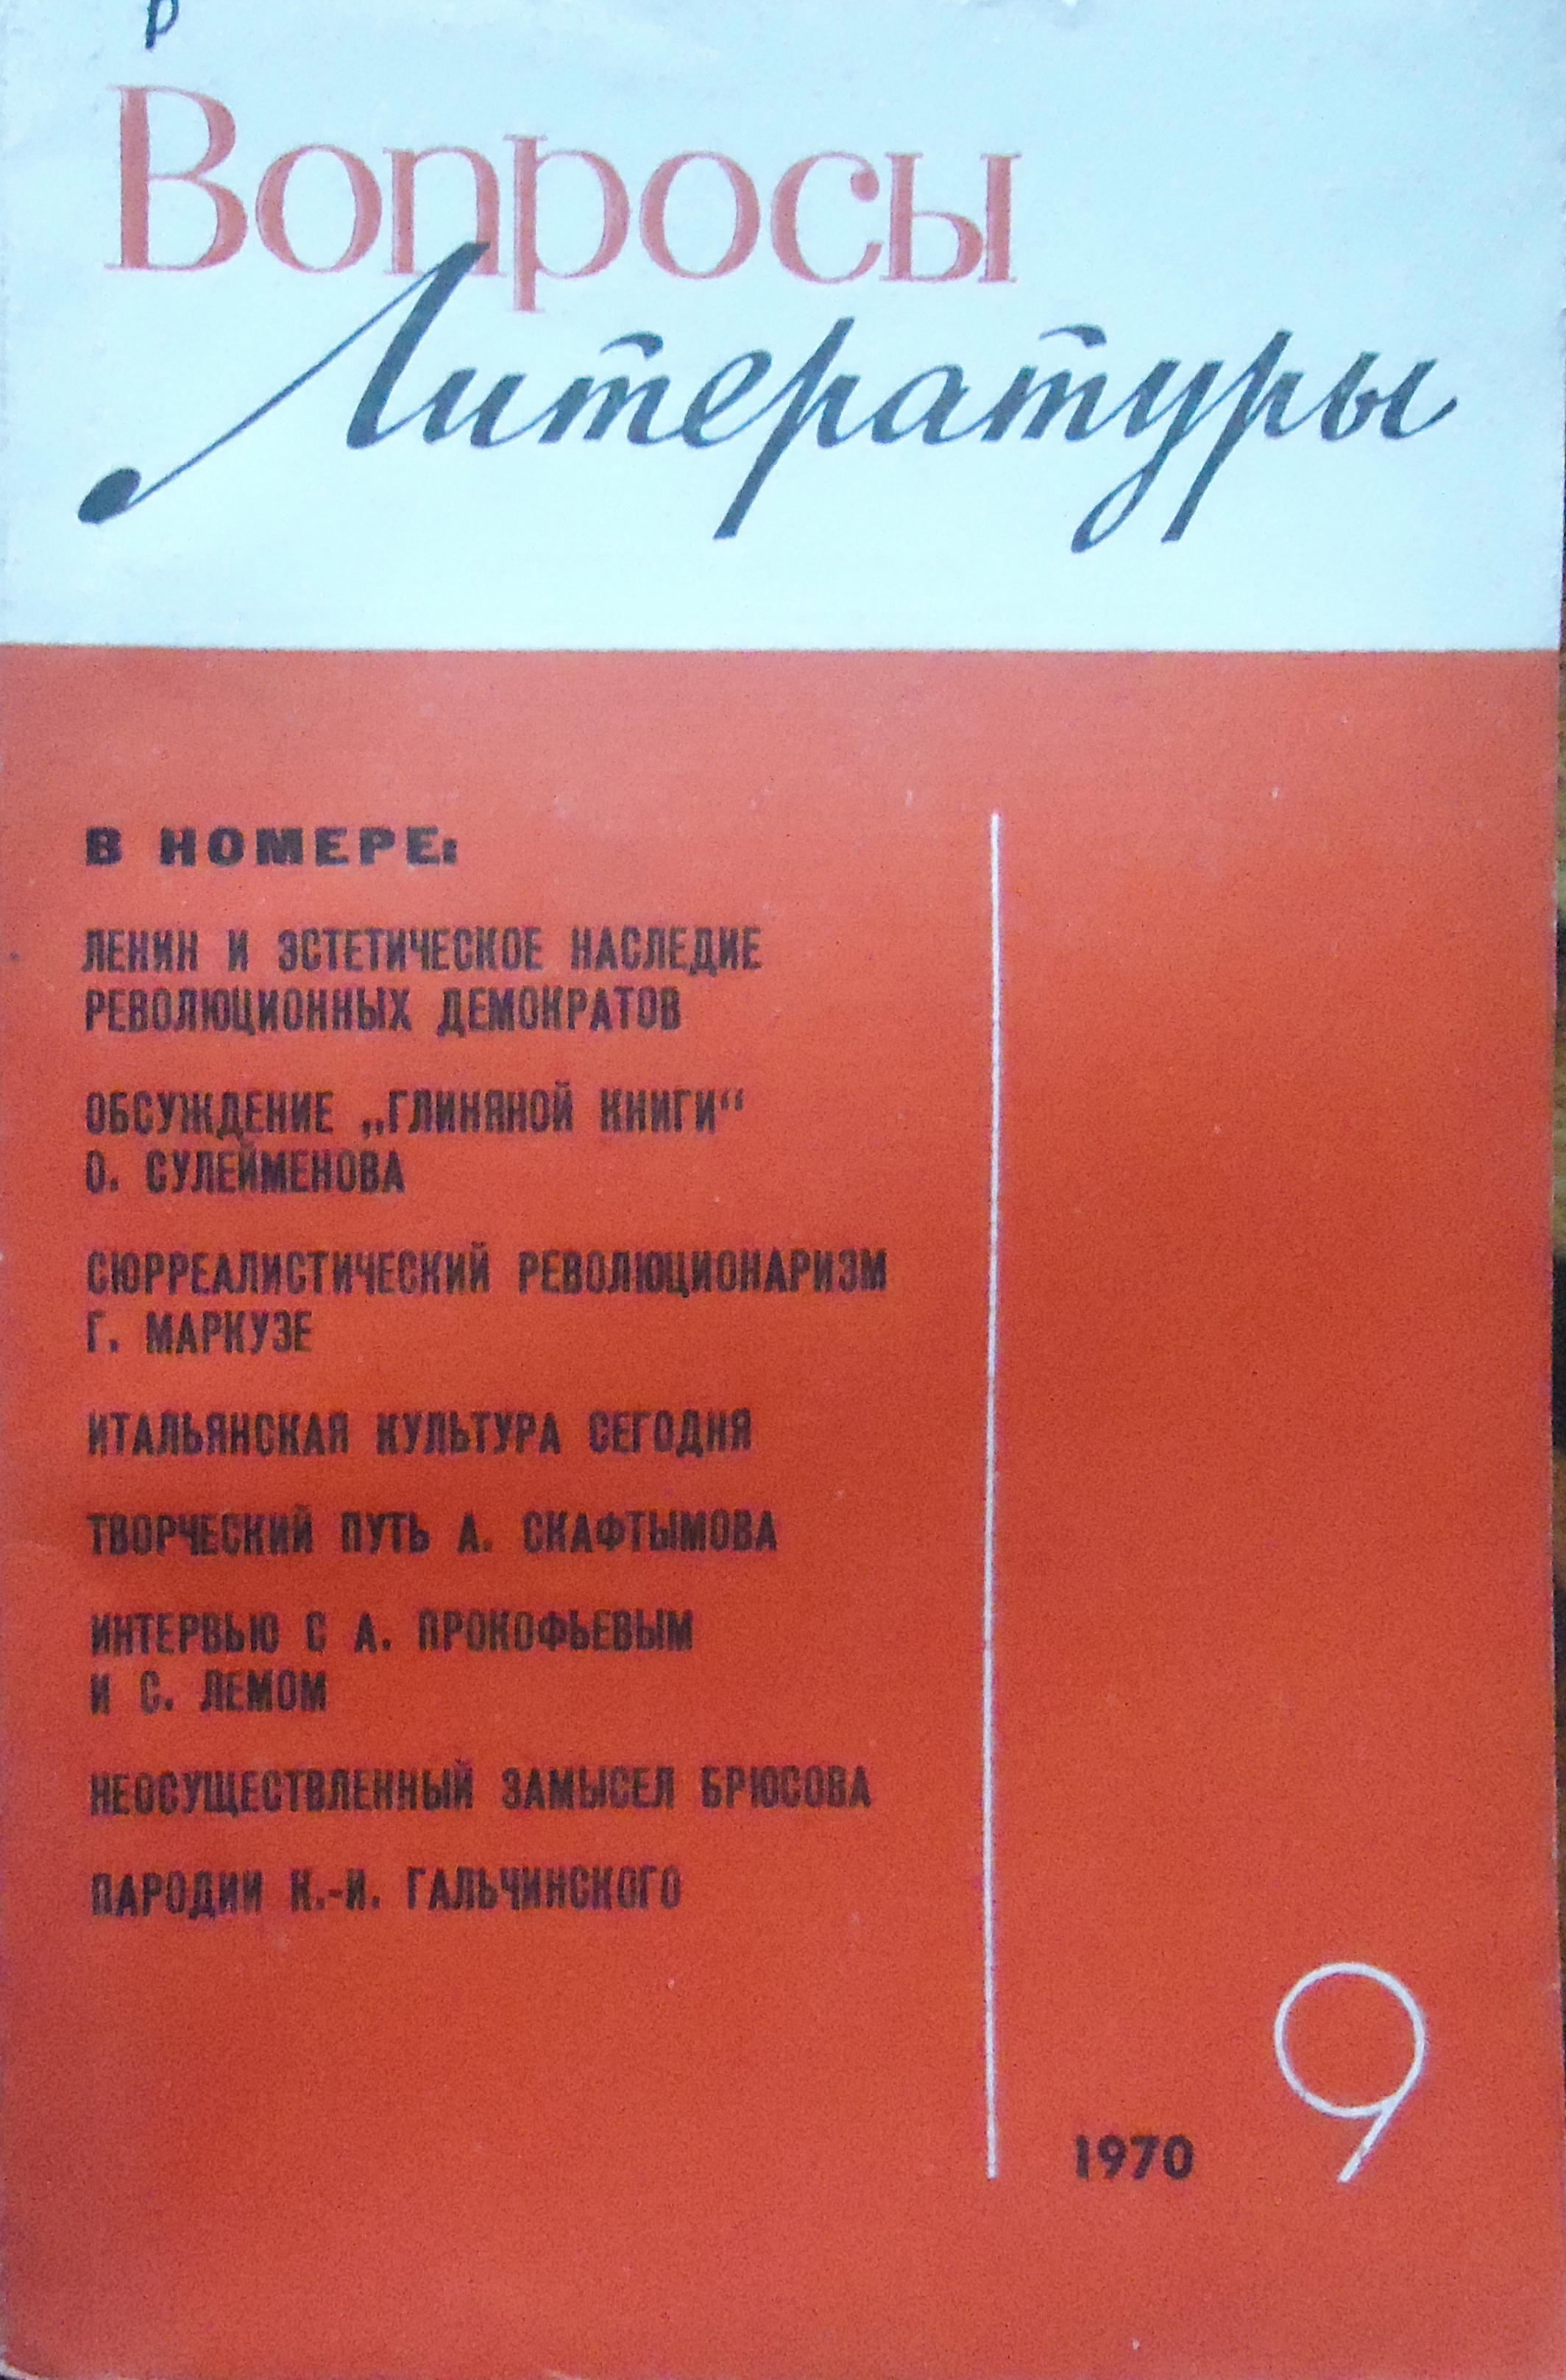 Вопросы
Литературы
В НОМЕРЕ:
ЛЕНИН И ЭСТЕТИЧЕСКОЕ НАСЛЕДИЕ
РЕВОЛЮЦИОННЫХ ДЕМОКРАТОВ
ОБСУЖДЕНИЕ „ГЛИНЯНОЙ КНИГИ“
О. СУЛЕЙМЕНОВА
СЮРРЕАЛИСТИЧЕСКИЙ РЕВОЛЮЦИОНАРИЗМ
Г. МАРКУЗЕ
ИТАЛЬЯНСКАЯ КУЛЬТУРА СЕГОДНЯ
ТВОРЧЕСКИЙ ПУТЬ А. СКАФТЫМОВА
ИНТЕРВЬЮ С А. ПРОКОФЬЕВЫМ
И С. ЛЕМОМ
НЕОСУЩЕСТВЛЕННЫЙ ЗАМЫСЕЛ БРЮСОВА
ПАРОДИИ К.-И. ГАЛЬЧИНСКОГО
1970 9